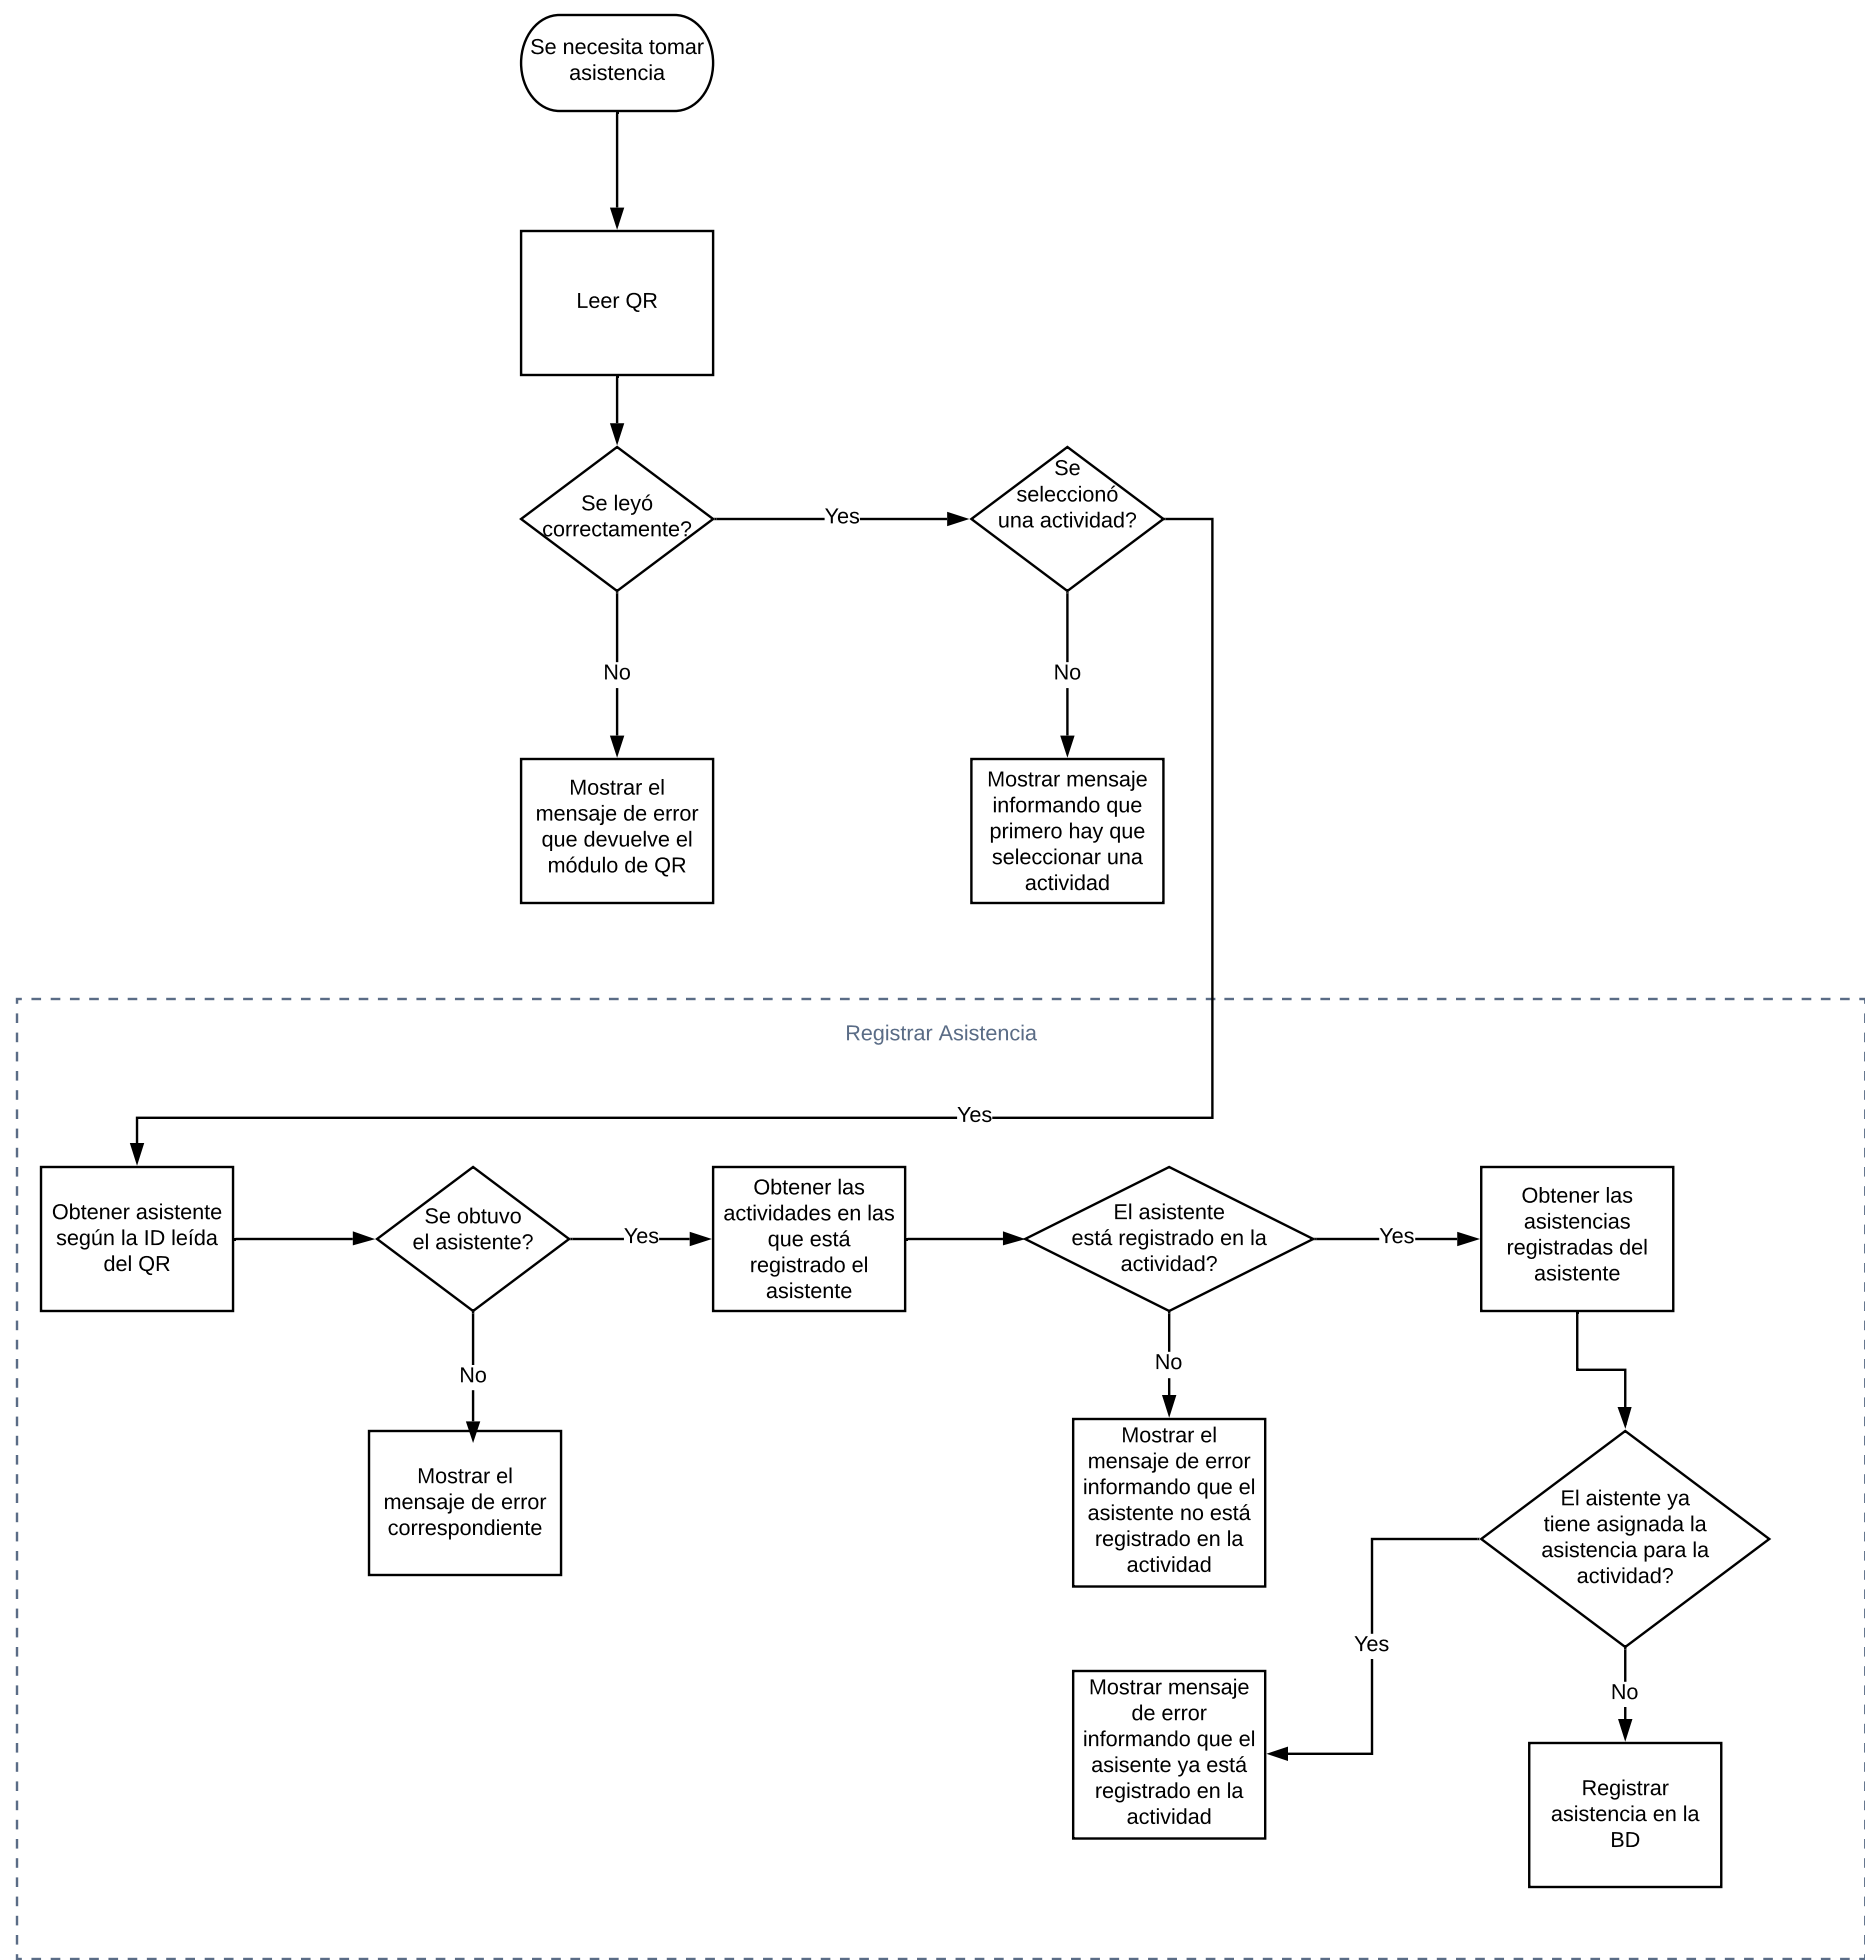 Se necesita tomar
asistencia
Leer QR
Se leyó
correctamente?
Yes
Se
seleccionó
una actividad?
No
No
Mostrar el
mensaje de error
que devuelve el
módulo de QR
Mostrar mensaje
informando que
primero hay que
seleccionar una
actividad
Registrar Asistencia
Yes
Obtener asistente
según la ID leída
del QR
Se obtuvo
el asistente?
Yes
Obtener las
actividades en las
que está
registrado el
asistente
El asistente
está registrado en la
actividad?
Yes
Obtener las
asistencias
registradas del
asistente
No
Mostrar el
mensaje de error
correspondiente
No
Mostrar el
mensaje de error
informando que el
asistente no está
registrado en la
actividad
El aistente ya
tiene asignada la
asistencia para la
actividad?
Yes
Mostrar mensaje
de error
informando que el
asisente ya está
registrado en la
actividad
No
Registrar
asistencia en la
BD